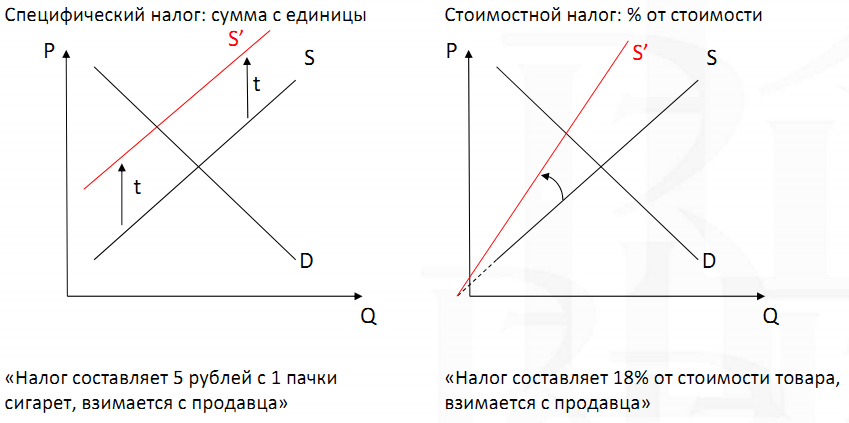 Специфический налог: сумма с единицы
P
S’
S
t
t
D
Q
«Налог составляет 5 рублей с 1 пачки
сигарет, взимается с продавца»
Стоимостной налог: % от стоимости
P
S’
S
D
Q
«Налог составляет 18% от стоимости товара,
взимается с продавца»